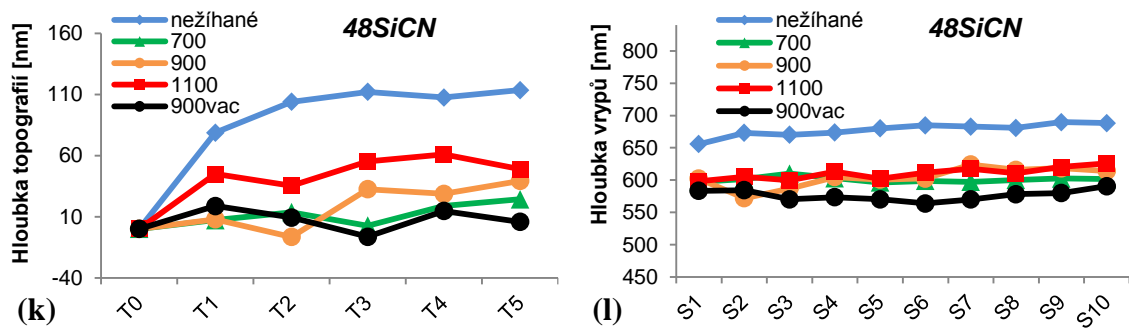 Hloubka topografií [nm]
160
110
60
10
-40
nežíhané
700
900
1100
900vac
48SiCN
T0 T1 T2 T3 T4 T5
(k)
Hloubka vrypů [nm]
800
750
700
650
600
550
500
450
nežíhané
700
900
1100
900vac
48SiCN
S1 S2 S3 S4 S5 S6 S7 S8 S9 S10
(l)